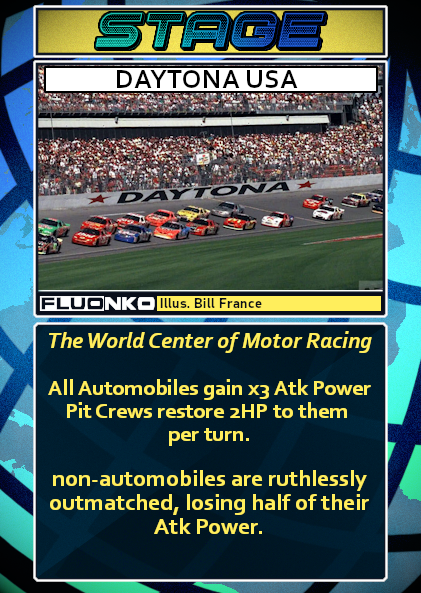 STAGE
DAYTONA USA
DAYTONA
FLUONKO Illus. Bill France
The World Center of Motor Racing
All Automobiles gain x3 Atk Power
Pit Crews restore 2HP to them
per turn.
non-automobiles are ruthlessly
outmatched, losing half of their
Atk Power.